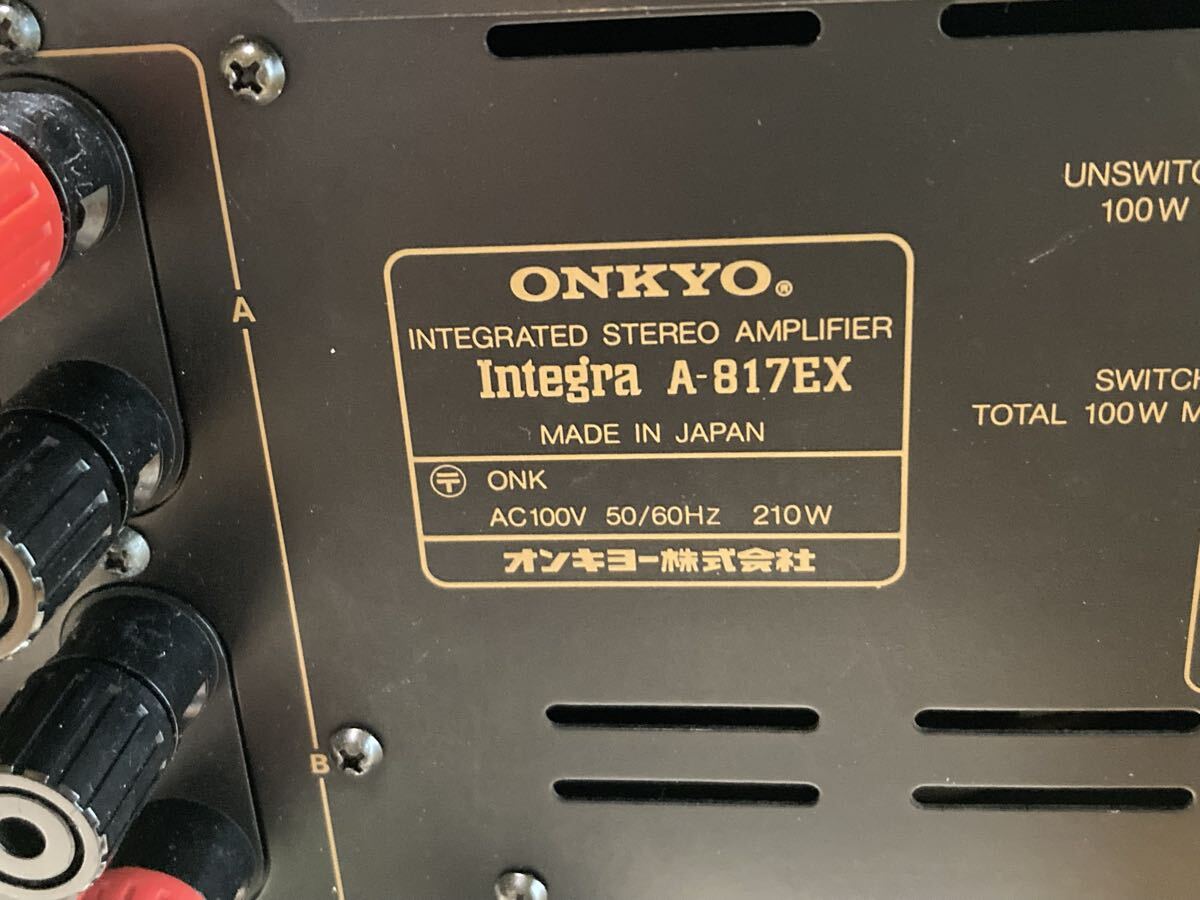 ONKYO®
INTEGRATED STEREO AMPLIFIER
Integra A-817EX
MADE IN JAPAN
〶 ONK
AC100V 50/60Hz 210W
オンキヨー株式会社
A
B
UNSWITC
100W
SWITCH
TOTAL 100W M